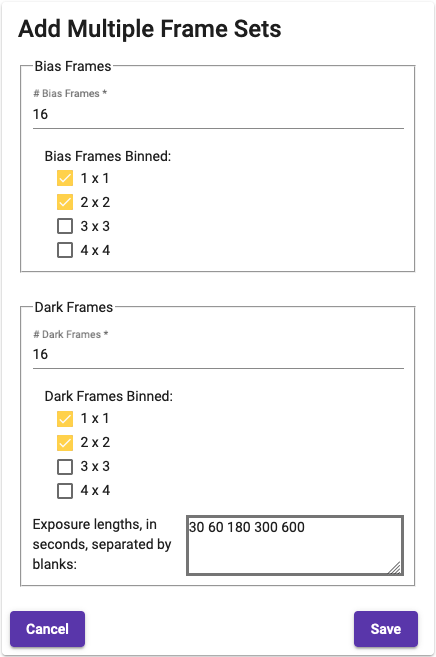 Add Multiple Frame Sets
Bias Frames
# Bias Frames *
16
Bias Frames Binned:
1 x 1
2 x 2
3 x 3
4 x 4
Dark Frames
# Dark Frames *
16
Dark Frames Binned:
1 x 1
2 x 2
3 x 3
4 x 4
Exposure lengths, in
seconds, separated by
blanks:
30 60 180 300 600
Cancel
Save